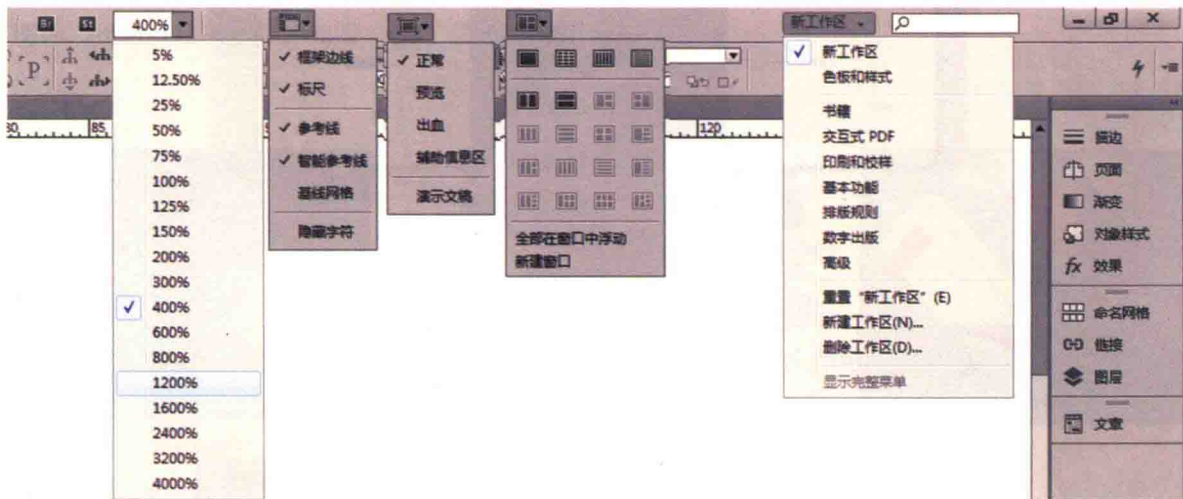 Br St 400%
新工作区
5%
12.50%
25%
50%
75%
100%
125%
150%
200%
300%
400%
600%
800%
1200%
1600%
2400%
3200%
4000%
框架边线
标尺
参考线
智能参考线
基线网格
隐藏字符
正常
预览
出血
辅助信息区
演示文稿
全部在窗口中浮动
新建窗口
新工作区
色板和样式
书籍
交互式 PDF
印刷和校样
基本功能
排版规则
数字出版
高级
重置“新工作区”(E)
新建工作区(N)...
删除工作区(D)...
显示完整菜单
描边
页面
渐变
对象样式
fx 效果
命名网格
链接
图层
文章
P
80
85
120